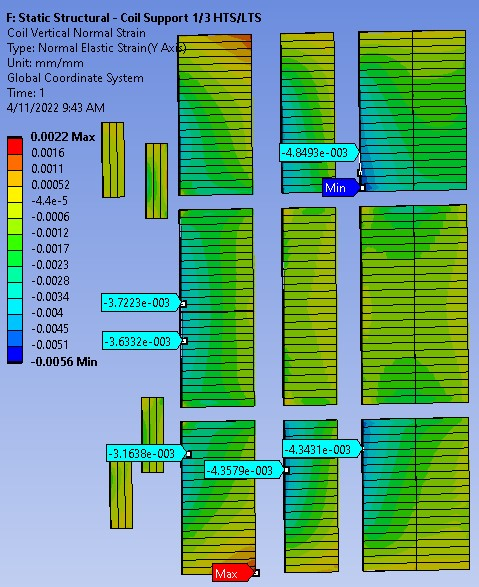 F: Static Structural - Coil Support 1/3 HTS/LTS
Coil Vertical Normal Strain
Type: Normal Elastic Strain(Y Axis)
Unit: mm/mm
Global Coordinate System
Time: 1
4/11/2022 9:43 AM
0.0022 Max
0.0016
0.0011
0.00052
-4.4e-5
-0.0006
-0.0012
-0.0017
-0.0023
-0.0028
-0.0034
-0.004
-0.0045
-0.0051
-0.0056 Min
-4.8493e-003
Min
-3.7223e-003
-3.6332e-003
-3.1638e-003
-4.3431e-003
-4.3579e-003
Max